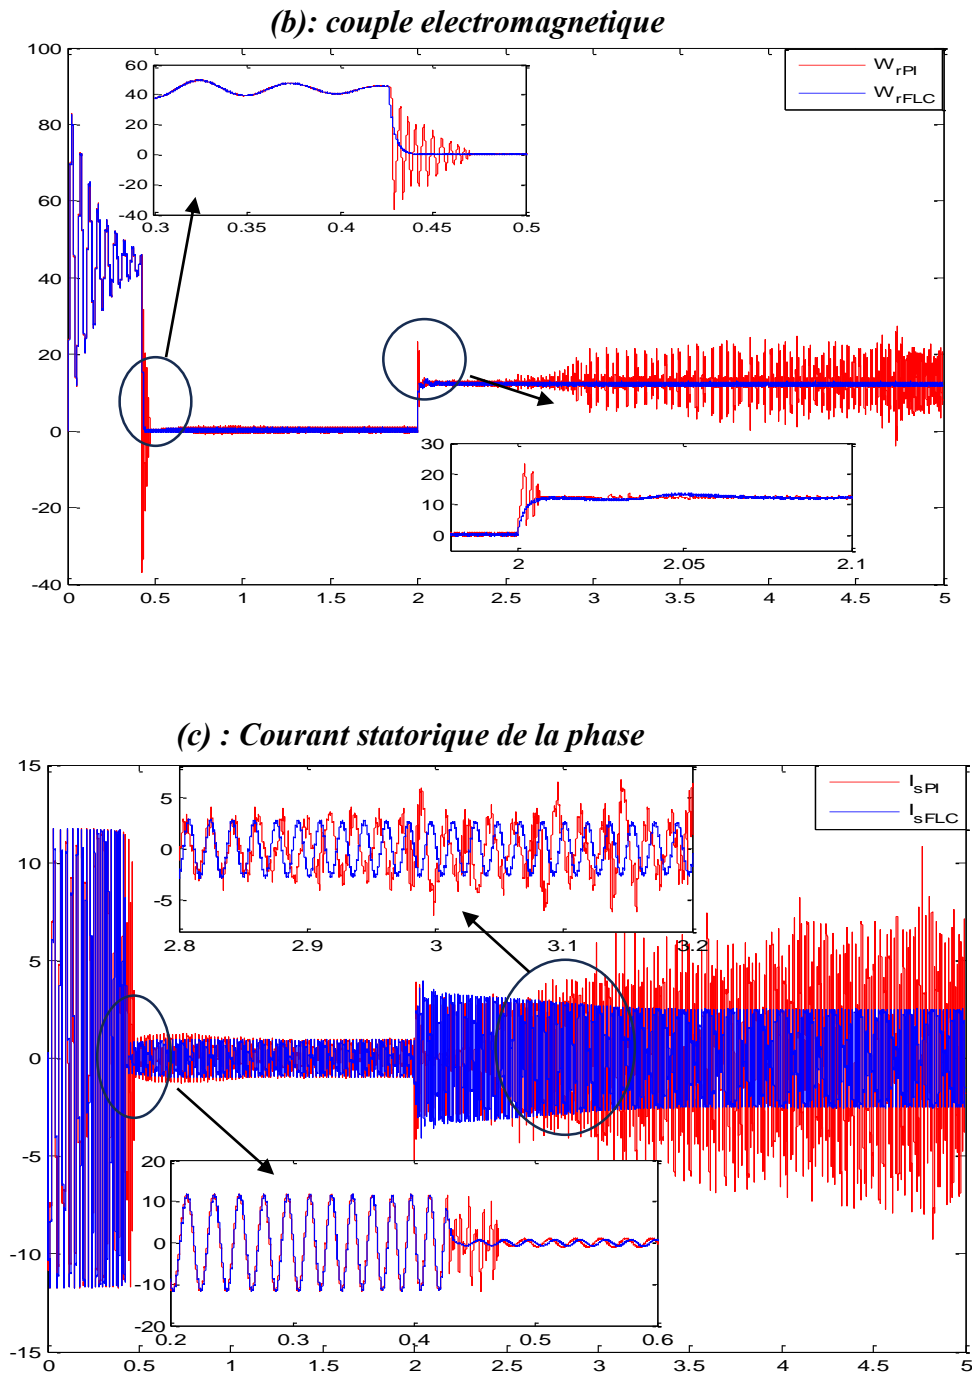 (b): couple electromagnetique
100
80
60
40
20
0
-20
-40
0 0.5 1 1.5 2 2.5 3 3.5 4 4.5 5
W_rPI
W_rFLC
60
40
20
0
-20
-40
0.3 0.35 0.4 0.45 0.5
30
20
10
0
2 2.05 2.1
(c) : Courant statorique de la phase
15
10
5
0
-5
-10
-15
0 0.5 1 1.5 2 2.5 3 3.5 4 4.5 5
I_sPI
I_sFLC
5
0
-5
2.8 2.9 3 3.1 3.2
20
10
0
-10
-20
0.2 0.3 0.4 0.5 0.6